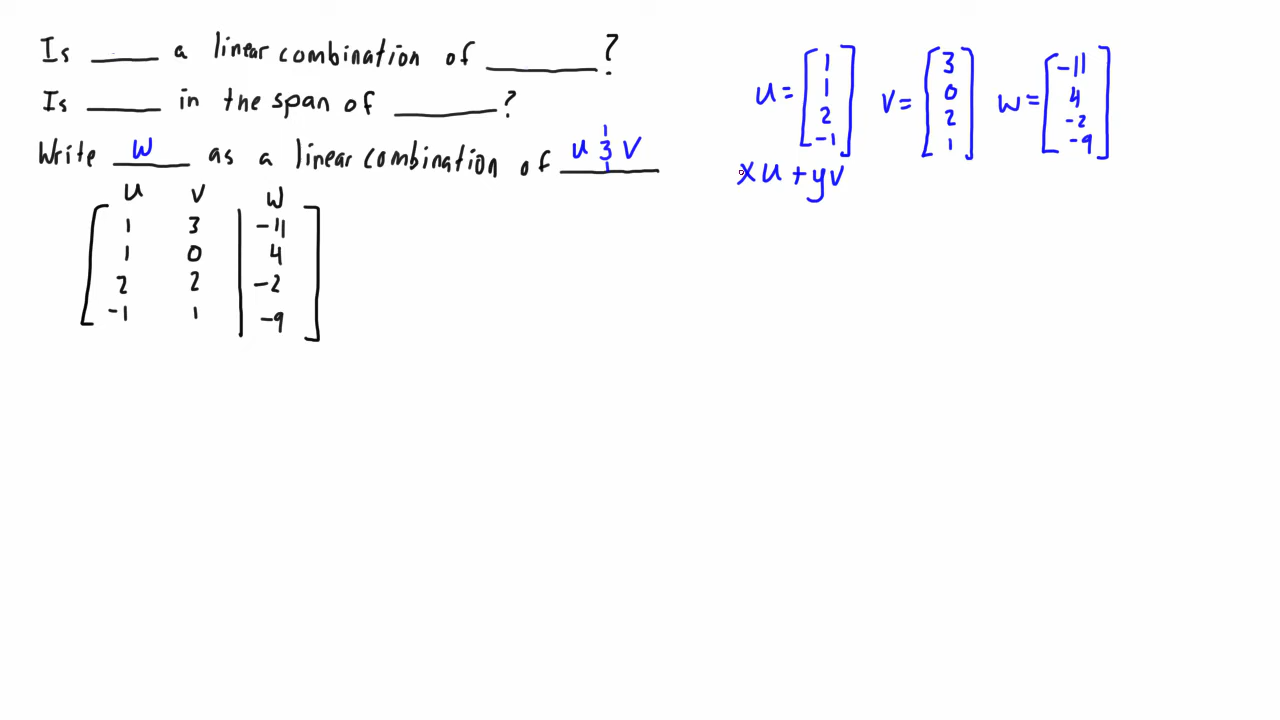 Is ____ a linear combination of ________?
Is ____ in the span of ________?
Write w as a linear combination of u & v
u v w
1 3 -11
1 0 4
2 2 -2
-1 1 -9
u = [1 1 2 -1] v = [3 0 2 1] w = [-11 4 -2 -9]
xu + yv